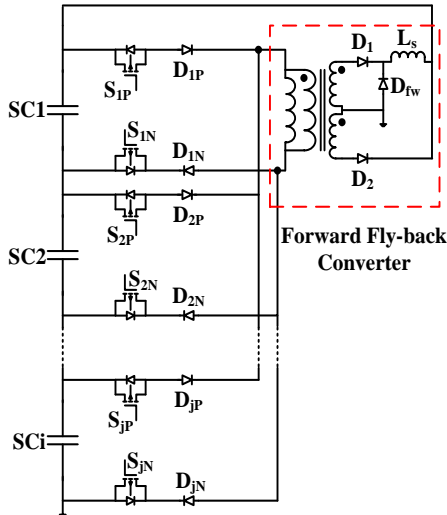 D1P
S1P
SC1
S1N
D1N
D2P
S2P
SC2
S2N
D2N
DjP
SjP
SCi
SjN
DjN
D1
Ls
Dfw
D2
Forward Fly-back
Converter